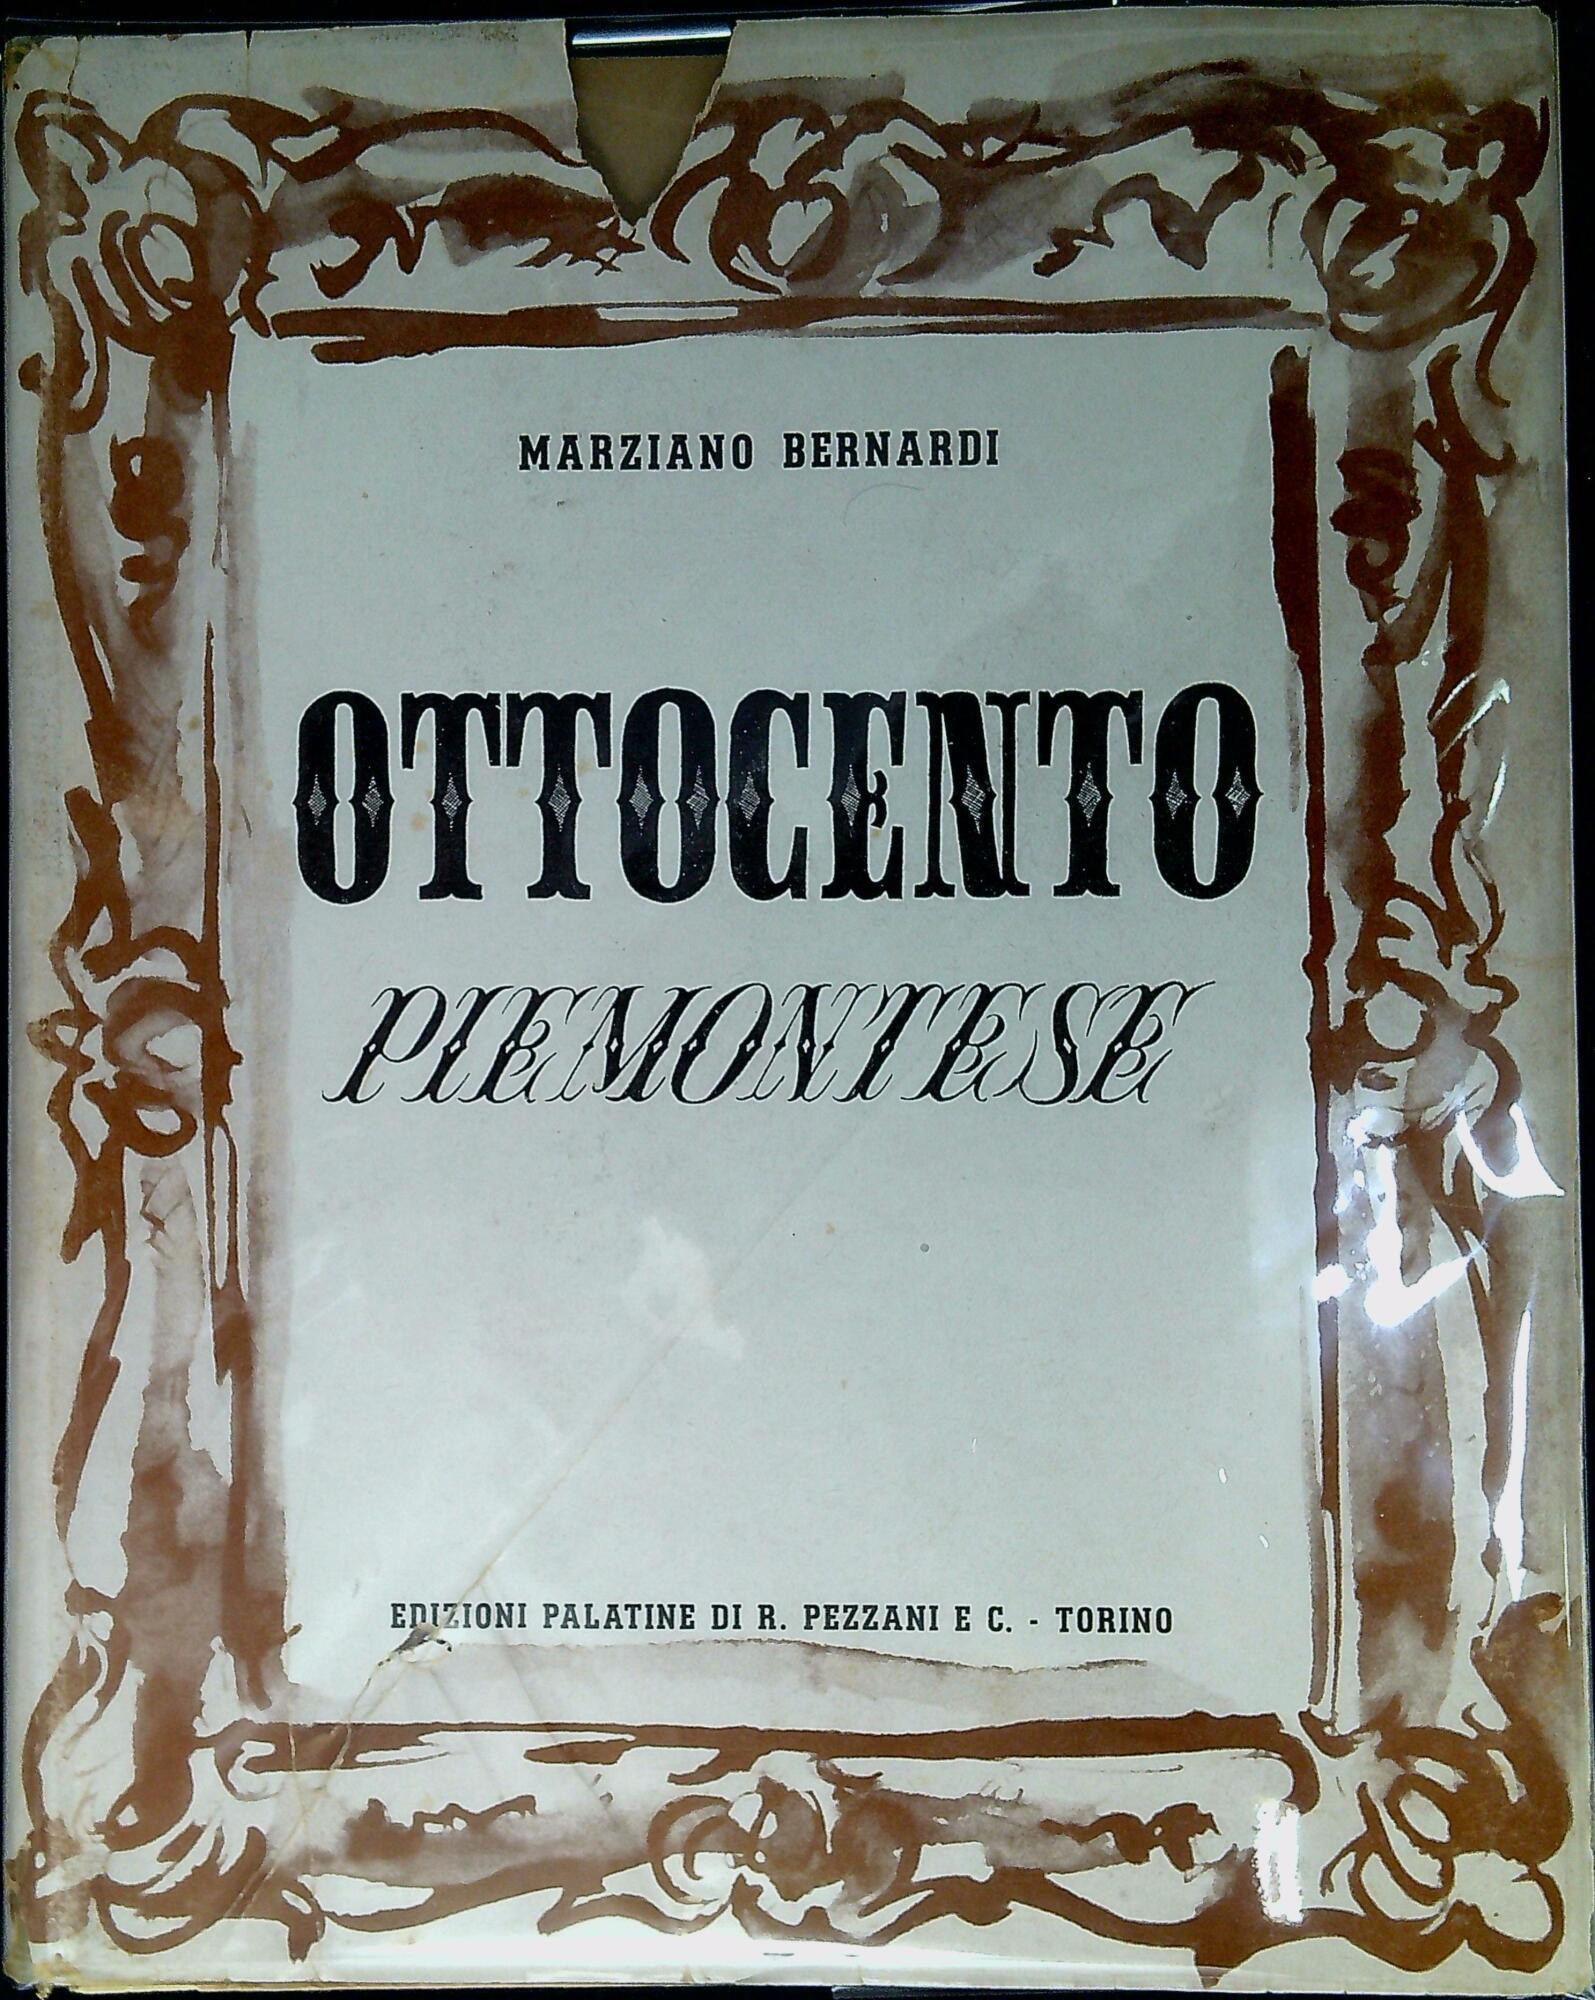 MARZIANO BERNARDI
OTTOCENTO
PIEMONTESE
EDIZIONI PALATINE DI R. PEZZANI E C. - TORINO